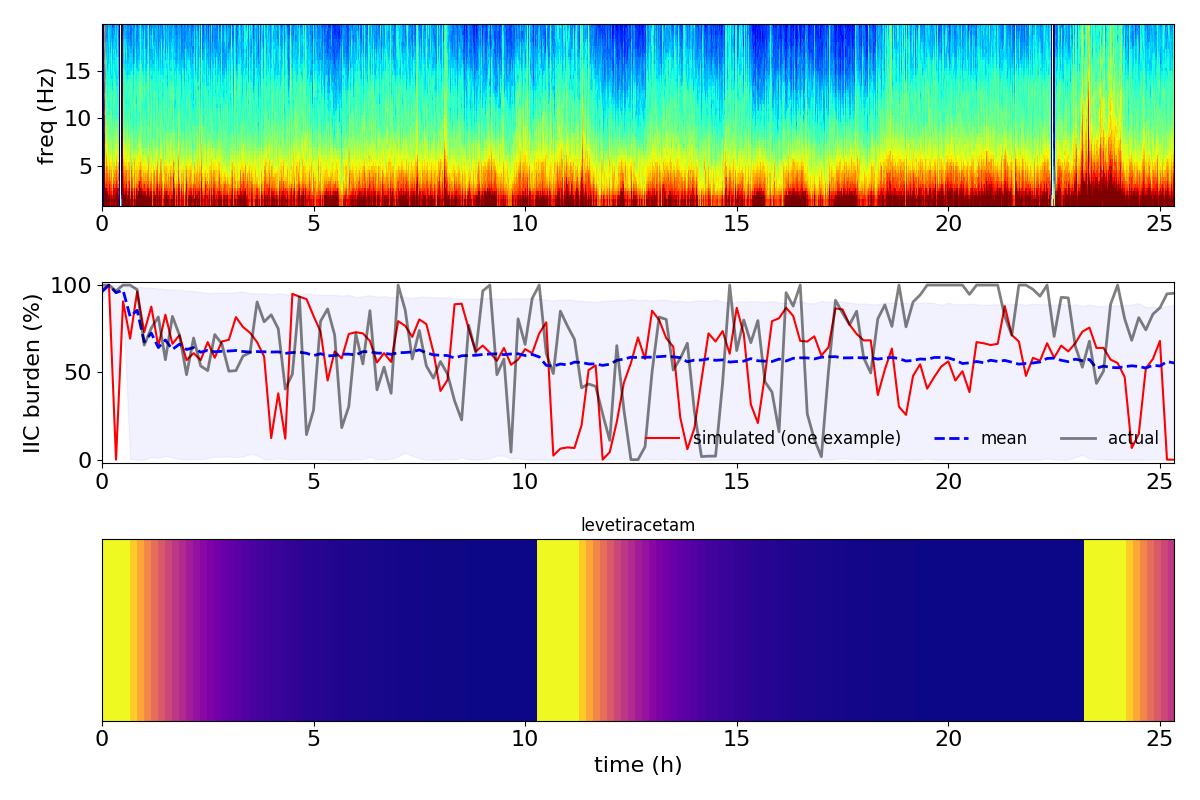 freq (Hz)
15
10
5
0 5 10 15 20 25
IIC burden (%)
100
50
0
simulated (one example) mean actual
0 5 10 15 20 25
levetiracetam
0 5 10 15 20 25
time (h)